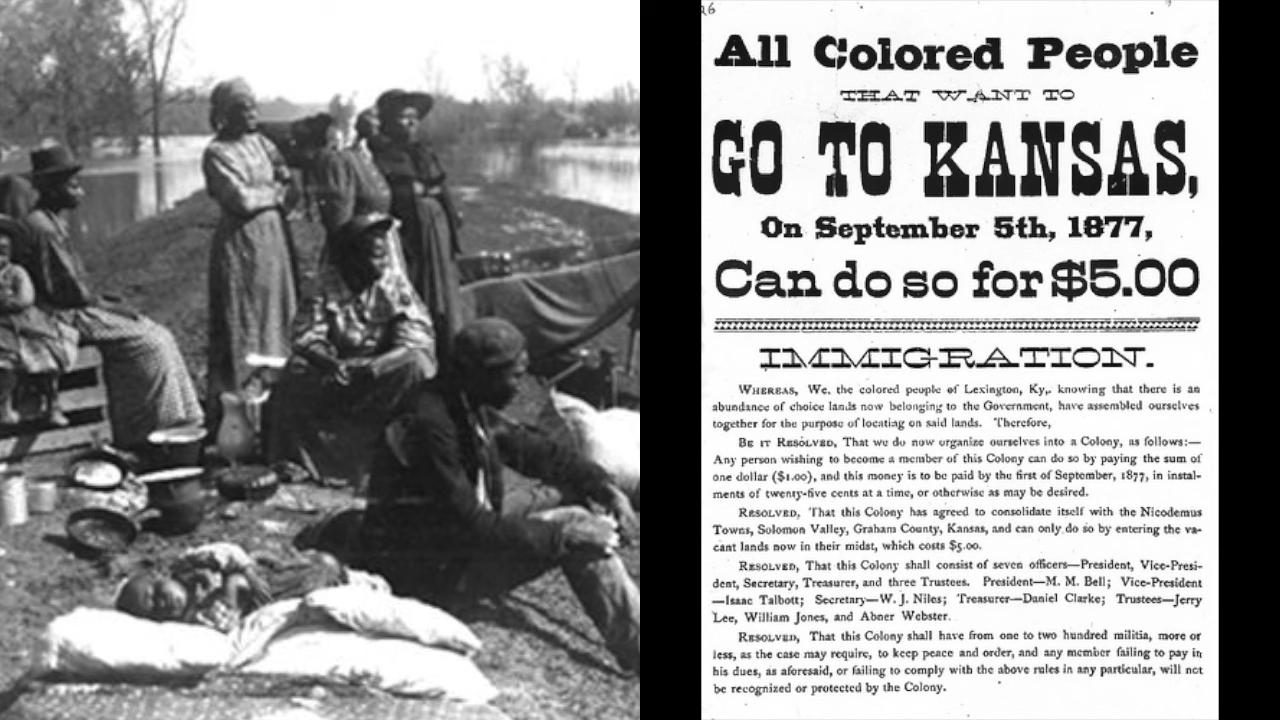 26
All Colored People
THAT WANT TO
GO TO KANSAS,
On September 5th, 1877,
Can do so for $5.00
IMMIGRATION.
WHEREAS, We, the colored people of Lexington, Ky,. knowing that there is an
abundance of choice lands now belonging to the Government, have assembled ourselves
together for the purpose of locating on said lands. Therefore,
BE IT RESOLVED, That we do now organize ourselves into a Colony, as follows:—
Any person wishing to become a member of this Colony can do so by paying the sum of
one dollar ($1.00), and this money is to be paid by the first of September, 1877, in instal-
ments of twenty-five cents at a time, or otherwise as may be desired.
RESOLVED, That this Colony has agreed to consolidate itself with the Nicodemus
Towns, Solomon Valley, Graham County, Kansas, and can only do so by entering the va-
cant lands now in their midst, which costs $5.00.
RESOLVED, That this Colony shall consist of seven officers—President, Vice-Presi-
dent, Secretary, Treasurer, and three Trustees. President—M. M. Bell; Vice-President
—Isaac Talbott; Secretary—W. J. Niles; Treasurer—Daniel Clarke; Trustees—Jerry
Lee, William Jones, and Abner Webster.
RESOLVED, That this Colony shall have from one to two hundred militia, more or
less, as the case may require, to keep peace and order, and any member failing to pay in
his dues, as aforesaid, or failing to comply with the above rules in any particular, will not
be recognized or protected by the Colony.